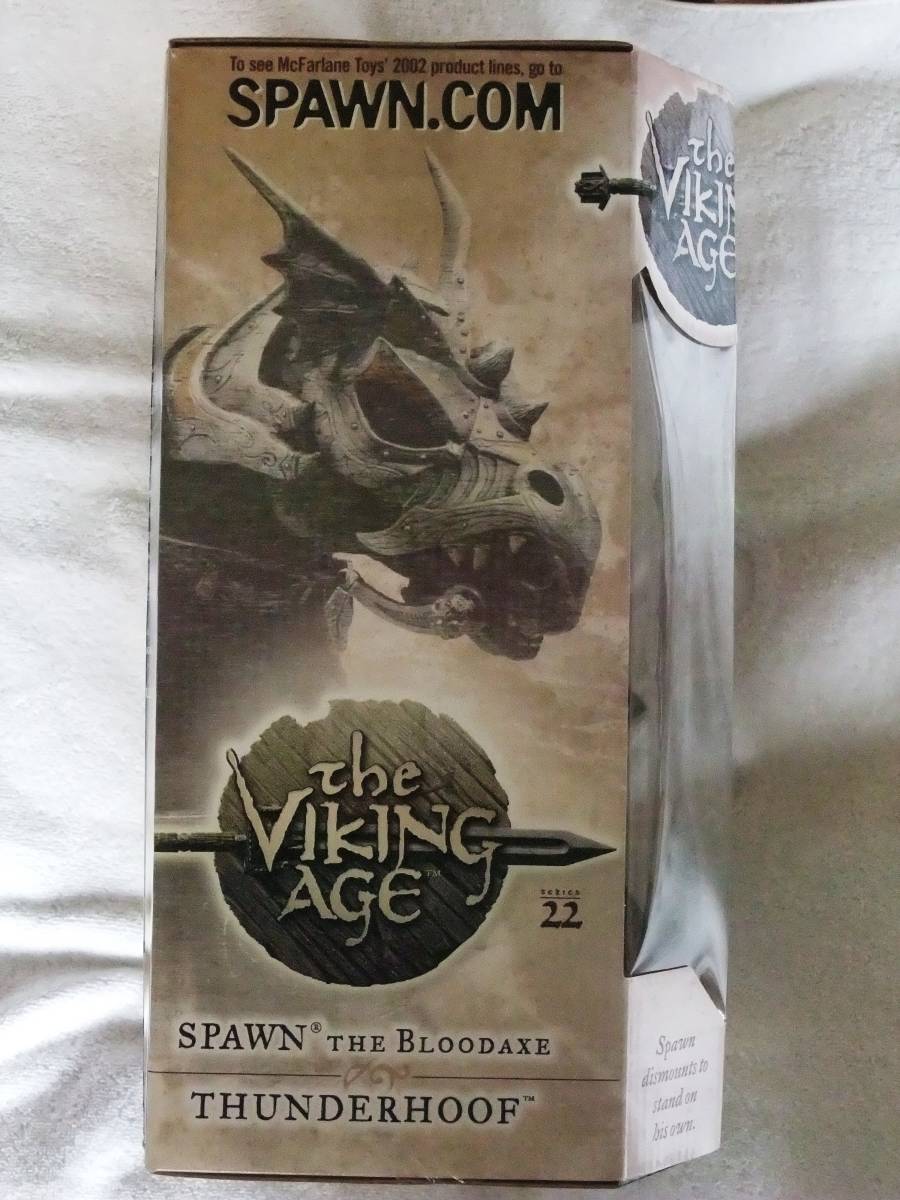 To see McFarlane Toys' 2002 product lines, go to
SPAWN.COM
the
VIKING
AGE™
SERIES
22
SPAWN® THE BLOODAXE
THUNDERHOOF™
the
VIKIN
AGE
Spawn
dismounts to
stand on
his own.